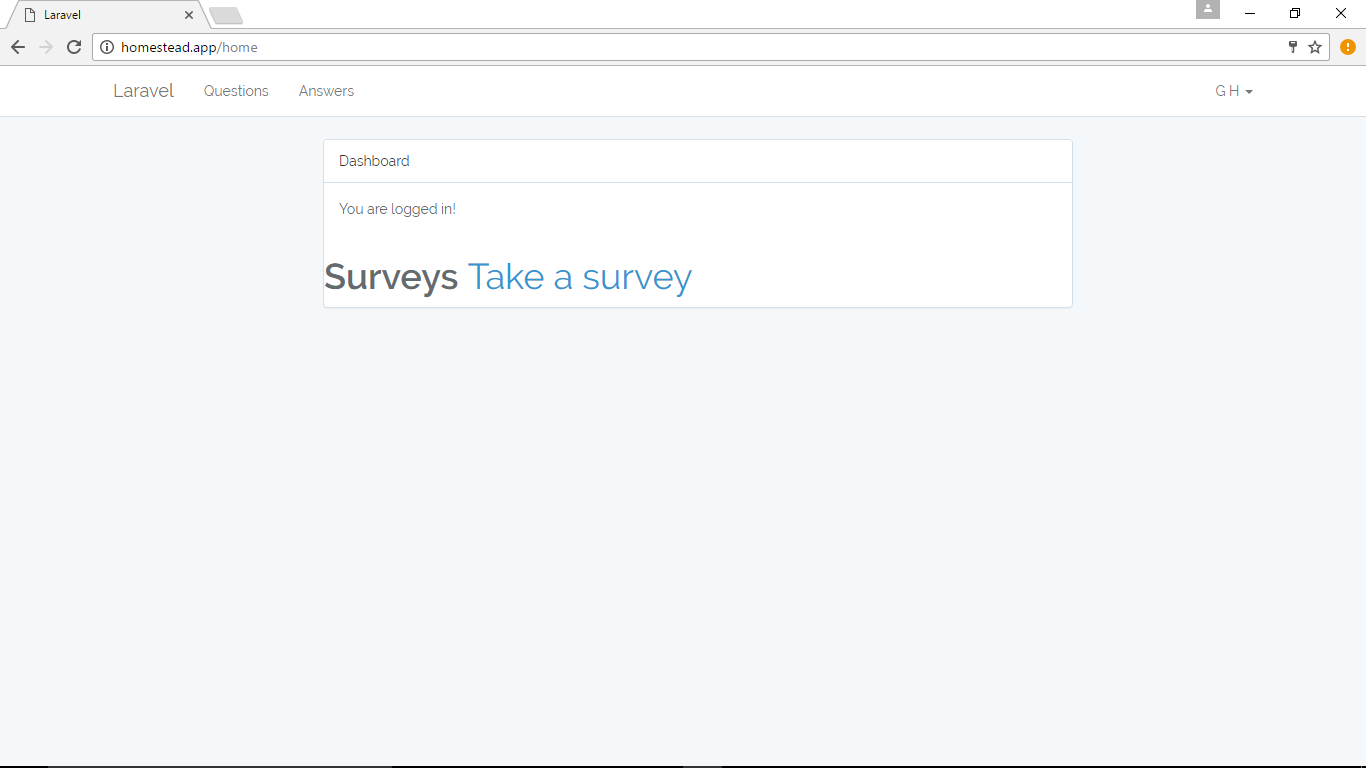 Laravel
homestead.app/home
Laravel Questions Answers G H
Dashboard
You are logged in!
Surveys Take a survey